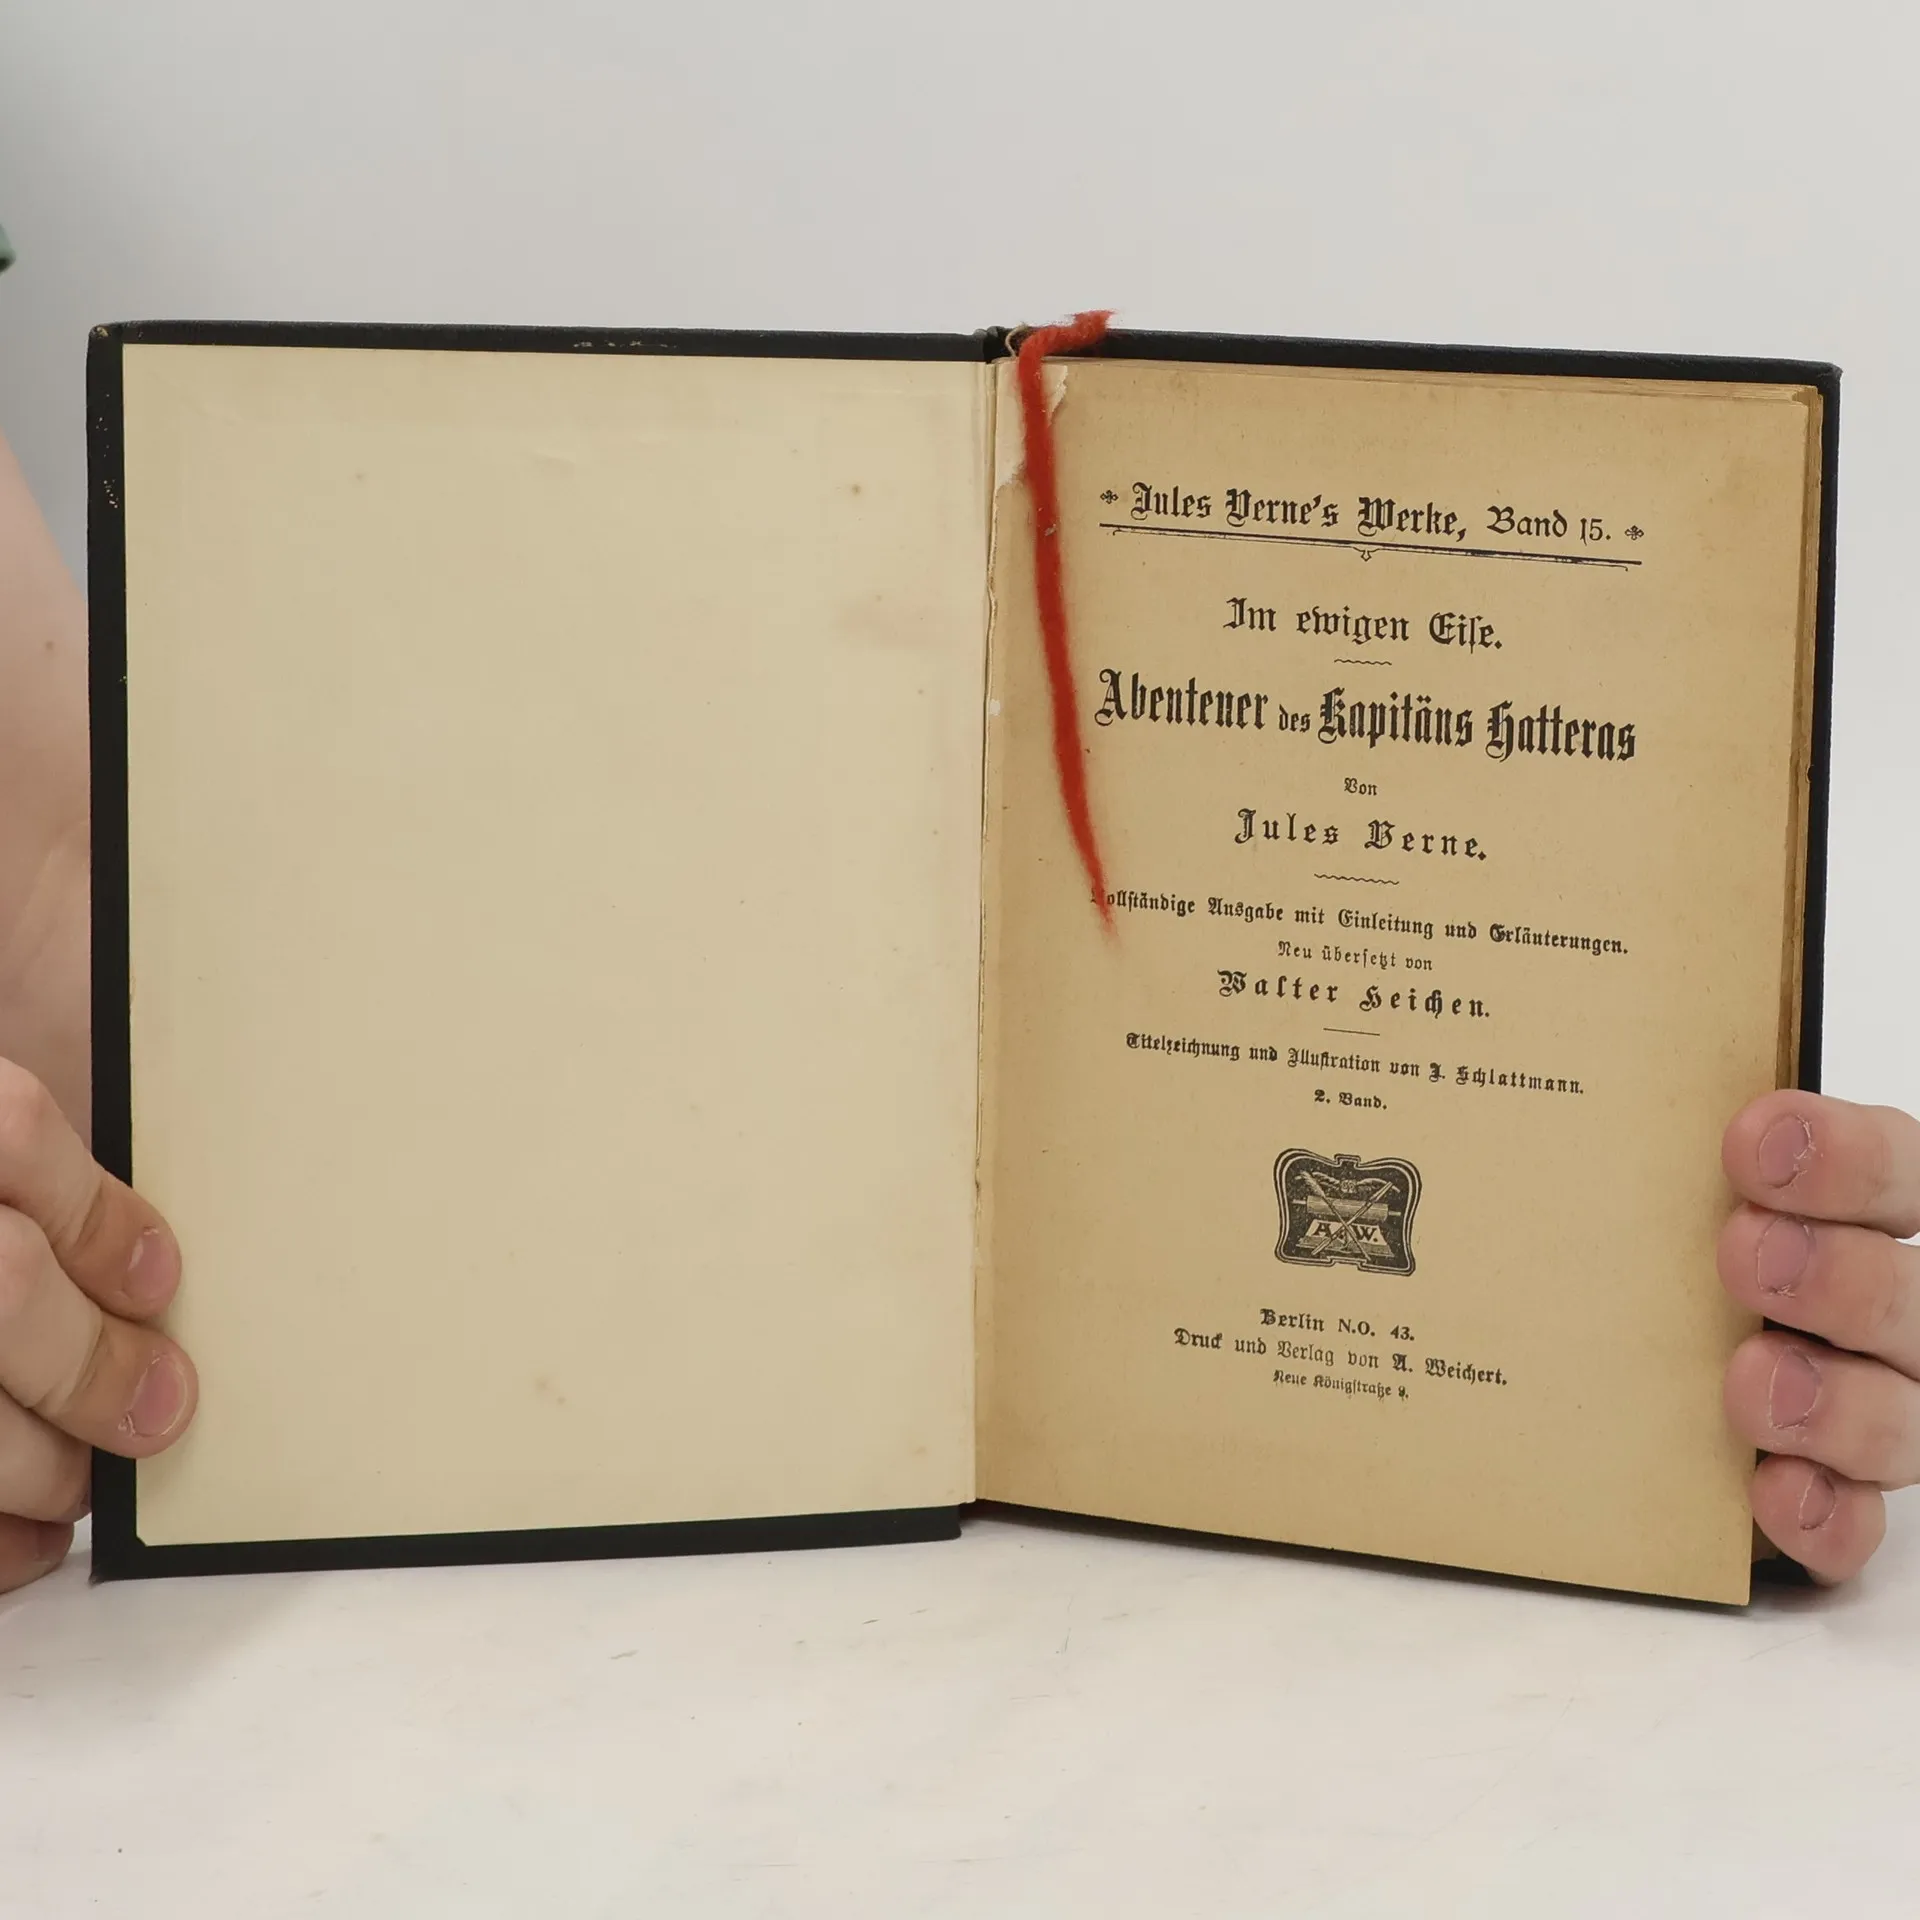 Jules Verne's Werke, Band 15.
Im ewigen Eiſe.
Abenteuer des Kapitäns Hatteras
Von
Jules Verne.
Vollſtändige Ausgabe mit Einleitung und Erläuterungen.
Neu überſetzt von
Walter Heichen.
Titelzeichnung und Illuſtration von J. Schlattmann.
2. Band.
A. W.
Berlin N.O. 43.
Druck und Verlag von A. Weichert.
Neue Königſtraße 9.